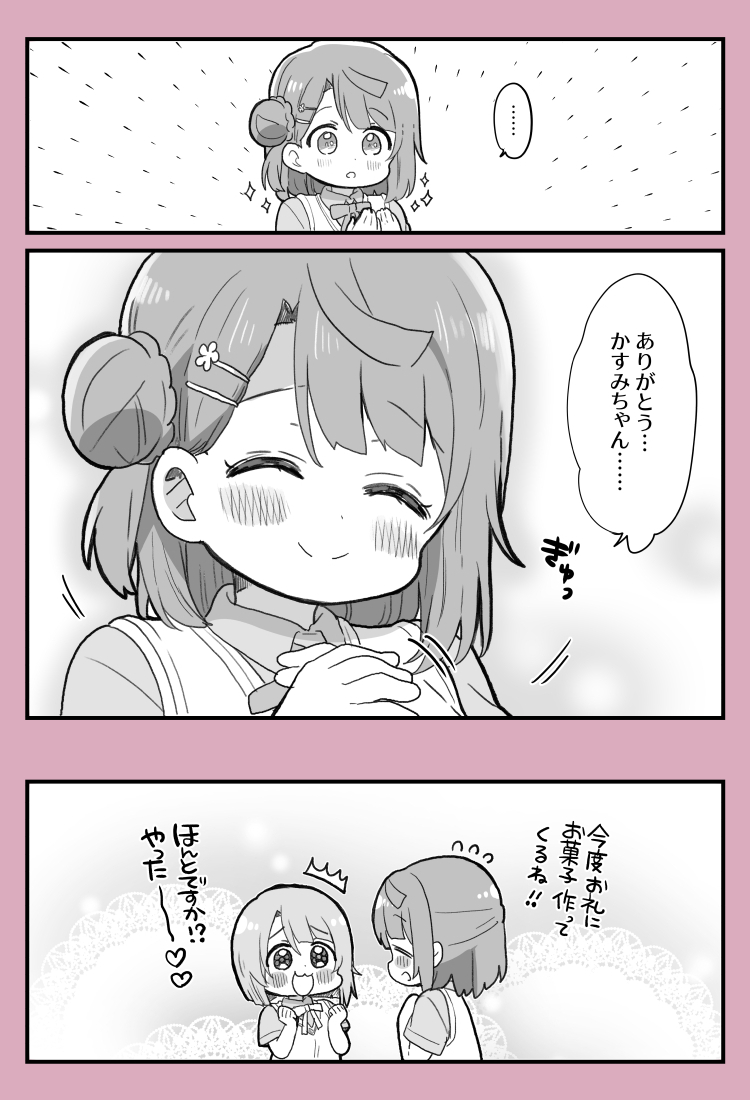 ……
ありがとう…
かすみちゃん……
ぎゅっ
今度お礼に
お菓子作って
くるね!!
ほんとですか!?
やったー♡♡